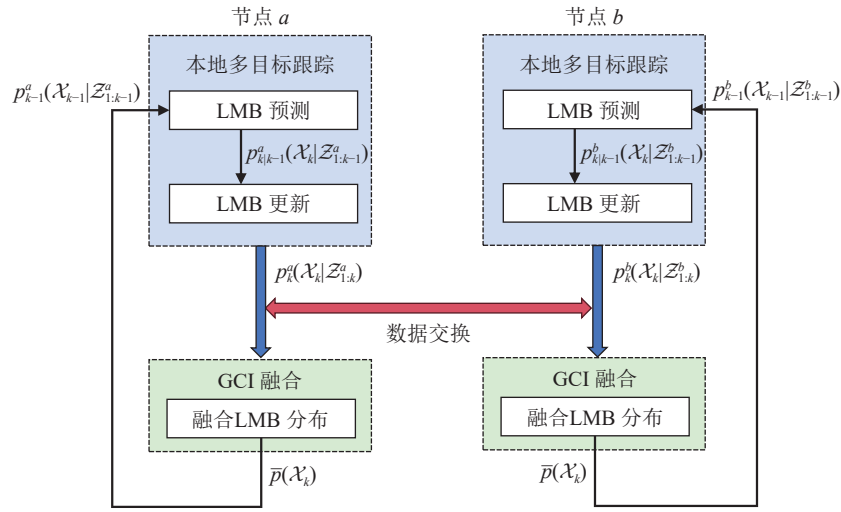 节点 a
本地多目标跟踪
p^a_{k−1}(𝒳_{k−1}|𝒵^a_{1:k−1})
LMB 预测
p^a_{k|k−1}(𝒳_k|𝒵^a_{1:k−1})
LMB 更新
p^a_k(𝒳_k|𝒵^a_{1:k})
GCI 融合
融合LMB 分布
p̅(𝒳_k)
数据交换
节点 b
本地多目标跟踪
p^b_{k−1}(𝒳_{k−1}|𝒵^b_{1:k−1})
LMB 预测
p^b_{k|k−1}(𝒳_k|𝒵^b_{1:k−1})
LMB 更新
p^b_k(𝒳_k|𝒵^b_{1:k})
GCI 融合
融合LMB 分布
p̅(𝒳_k)